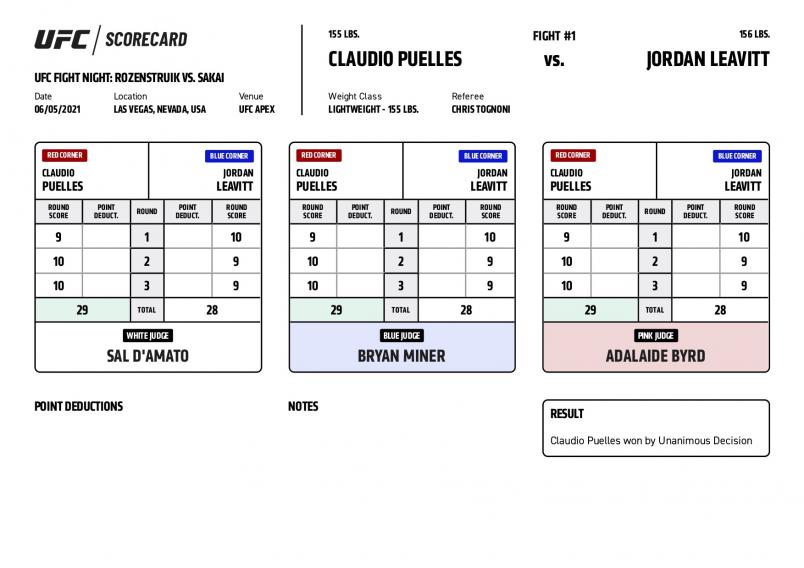 UFC / SCORECARD
UFC FIGHT NIGHT: ROZENSTRUIK VS. SAKAI
Date Location Venue
06/05/2021 LAS VEGAS, NEVADA, USA UFC APEX
155 LBS. FIGHT #1 156 LBS.
CLAUDIO PUELLES VS. JORDAN LEAVITT
Weight Class Referee
LIGHTWEIGHT - 155 LBS. CHRIS TOGNONI
RED CORNER BLUE CORNER
CLAUDIO JORDAN
PUELLES LEAVITT
ROUND SCORE POINT DEDUCT. ROUND POINT DEDUCT. ROUND SCORE
9 1 10
10 2 9
10 3 9
29 TOTAL 28
WHITE JUDGE
SAL D'AMATO
RED CORNER BLUE CORNER
CLAUDIO JORDAN
PUELLES LEAVITT
ROUND SCORE POINT DEDUCT. ROUND POINT DEDUCT. ROUND SCORE
9 1 10
10 2 9
10 3 9
29 TOTAL 28
BLUE JUDGE
BRYAN MINER
RED CORNER BLUE CORNER
CLAUDIO JORDAN
PUELLES LEAVITT
ROUND SCORE POINT DEDUCT. ROUND POINT DEDUCT. ROUND SCORE
9 1 10
10 2 9
10 3 9
29 TOTAL 28
PINK JUDGE
ADALAIDE BYRD
POINT DEDUCTIONS
NOTES
RESULT
Claudio Puelles won by Unanimous Decision